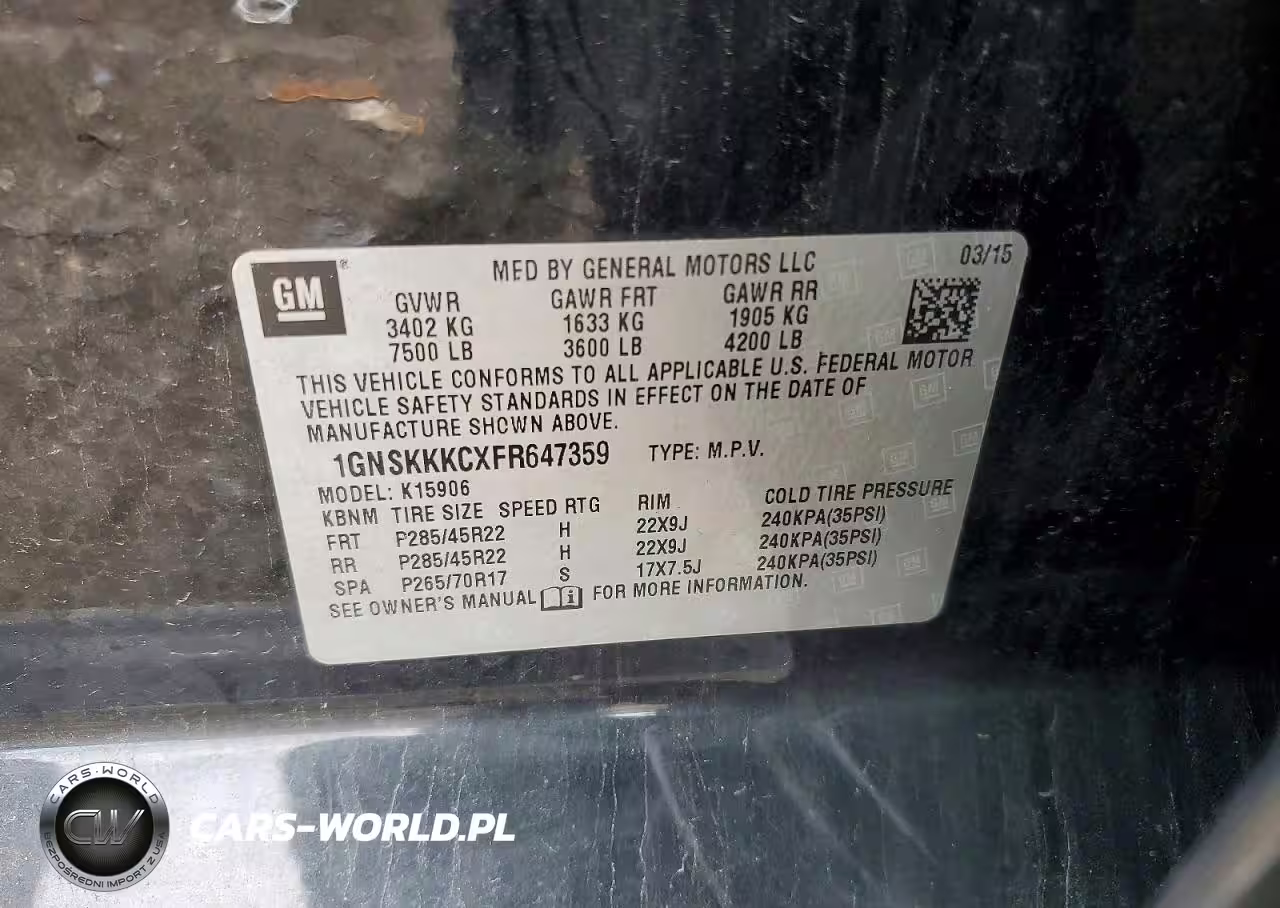 GM ® MFD BY GENERAL MOTORS LLC 03/15
GVWR GAWR FRT GAWR RR
3402 KG 1633 KG 1905 KG
7500 LB 3600 LB 4200 LB
THIS VEHICLE CONFORMS TO ALL APPLICABLE U.S. FEDERAL MOTOR
VEHICLE SAFETY STANDARDS IN EFFECT ON THE DATE OF
MANUFACTURE SHOWN ABOVE.
1GNSKKKCXFR647359 TYPE: M.P.V.
MODEL: K15906
KBNM TIRE SIZE SPEED RTG RIM COLD TIRE PRESSURE
FRT P285/45R22 H 22X9J 240KPA(35PSI)
RR P285/45R22 H 22X9J 240KPA(35PSI)
SPA P265/70R17 S 17X7.5J 240KPA(35PSI)
SEE OWNER'S MANUAL FOR MORE INFORMATION.
CARS-WORLD
CW
BEZPOŚREDNI IMPORT Z USA
CARS-WORLD.PL